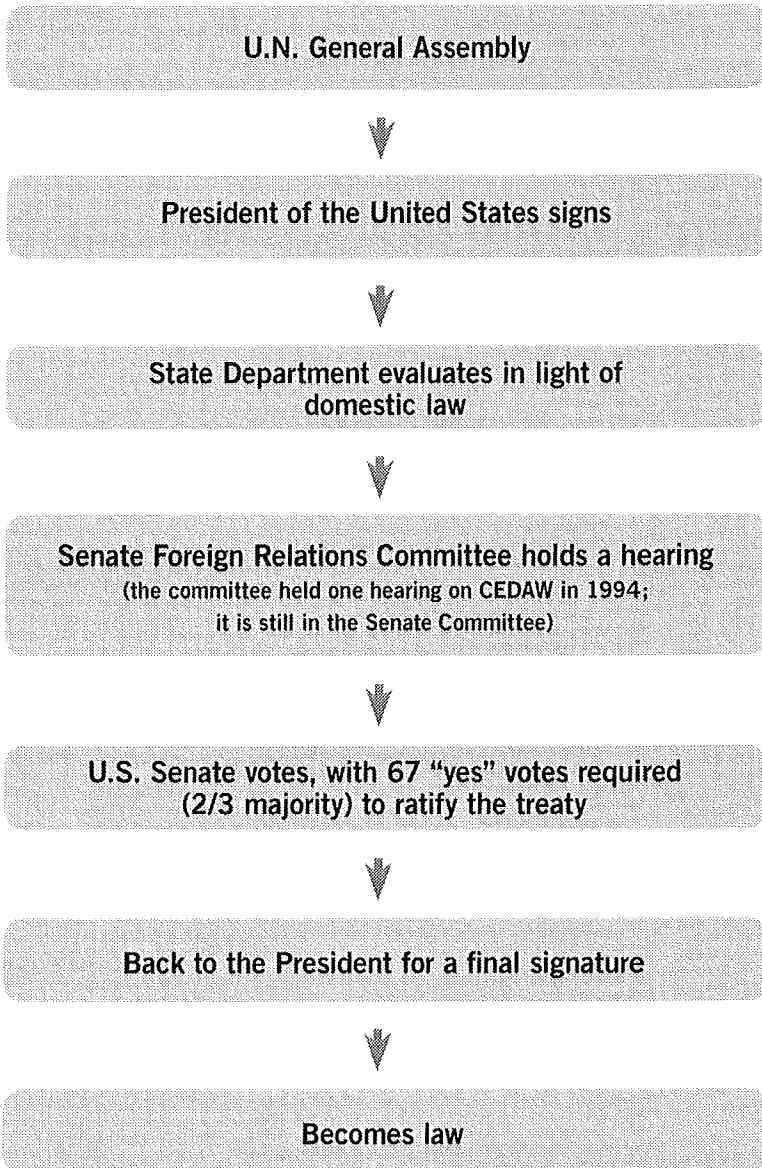 U.N. General Assembly
President of the United States signs
State Department evaluates in light of
domestic law
Senate Foreign Relations Committee holds a hearing
(the committee held one hearing on CEDAW in 1994;
it is still in the Senate Committee)
U.S. Senate votes, with 67 “yes” votes required
(2/3 majority) to ratify the treaty
Back to the President for a final signature
Becomes law